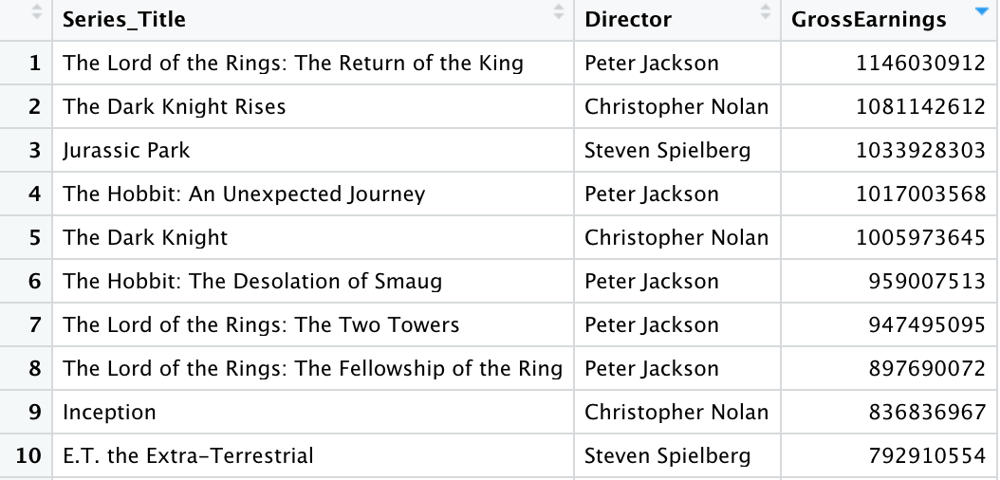 Series_Title Director GrossEarnings
1 The Lord of the Rings: The Return of the King Peter Jackson 1146030912
2 The Dark Knight Rises Christopher Nolan 1081142612
3 Jurassic Park Steven Spielberg 1033928303
4 The Hobbit: An Unexpected Journey Peter Jackson 1017003568
5 The Dark Knight Christopher Nolan 1005973645
6 The Hobbit: The Desolation of Smaug Peter Jackson 959007513
7 The Lord of the Rings: The Two Towers Peter Jackson 947495095
8 The Lord of the Rings: The Fellowship of the Ring Peter Jackson 897690072
9 Inception Christopher Nolan 836836967
10 E.T. the Extra-Terrestrial Steven Spielberg 792910554